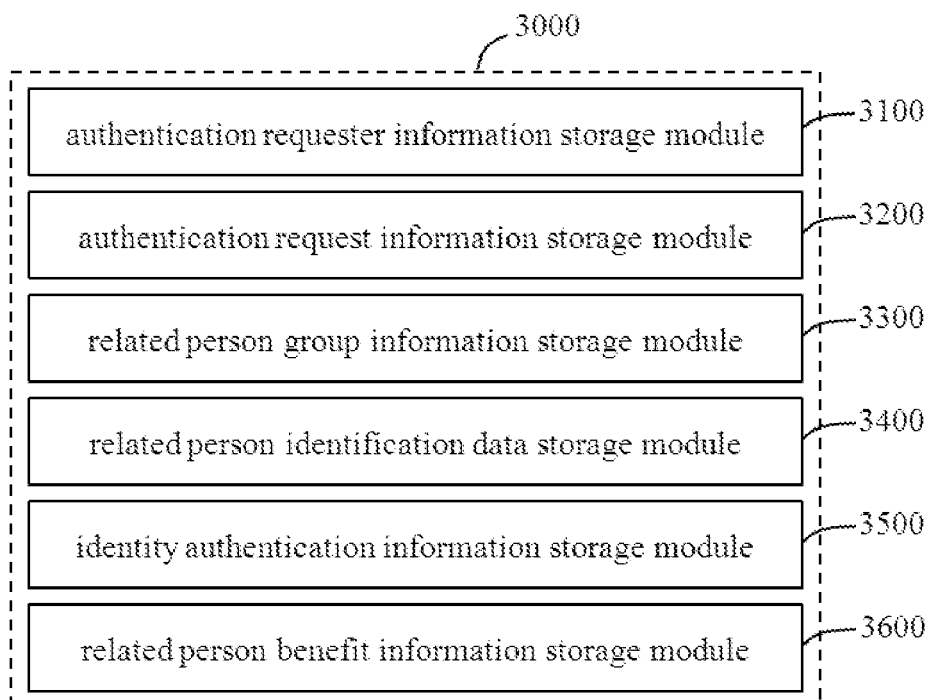 3000
authentication requester information storage module
3100
authentication request information storage module
3200
related person group information storage module
3300
related person identification data storage module
3400
identity authentication information storage module
3500
related person benefit information storage module
3600